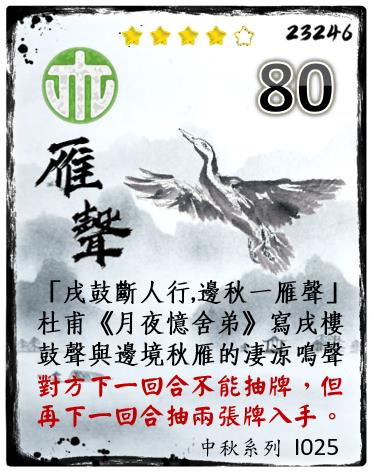 23246
80
雁聲
「戍鼓斷人行,邊秋一雁聲」
杜甫《月夜憶舍弟》寫戍樓
鼓聲與邊境秋雁的淒涼鳴聲
對方下一回合不能抽牌，但
再下一回合抽兩張牌入手。
中秋系列 I025